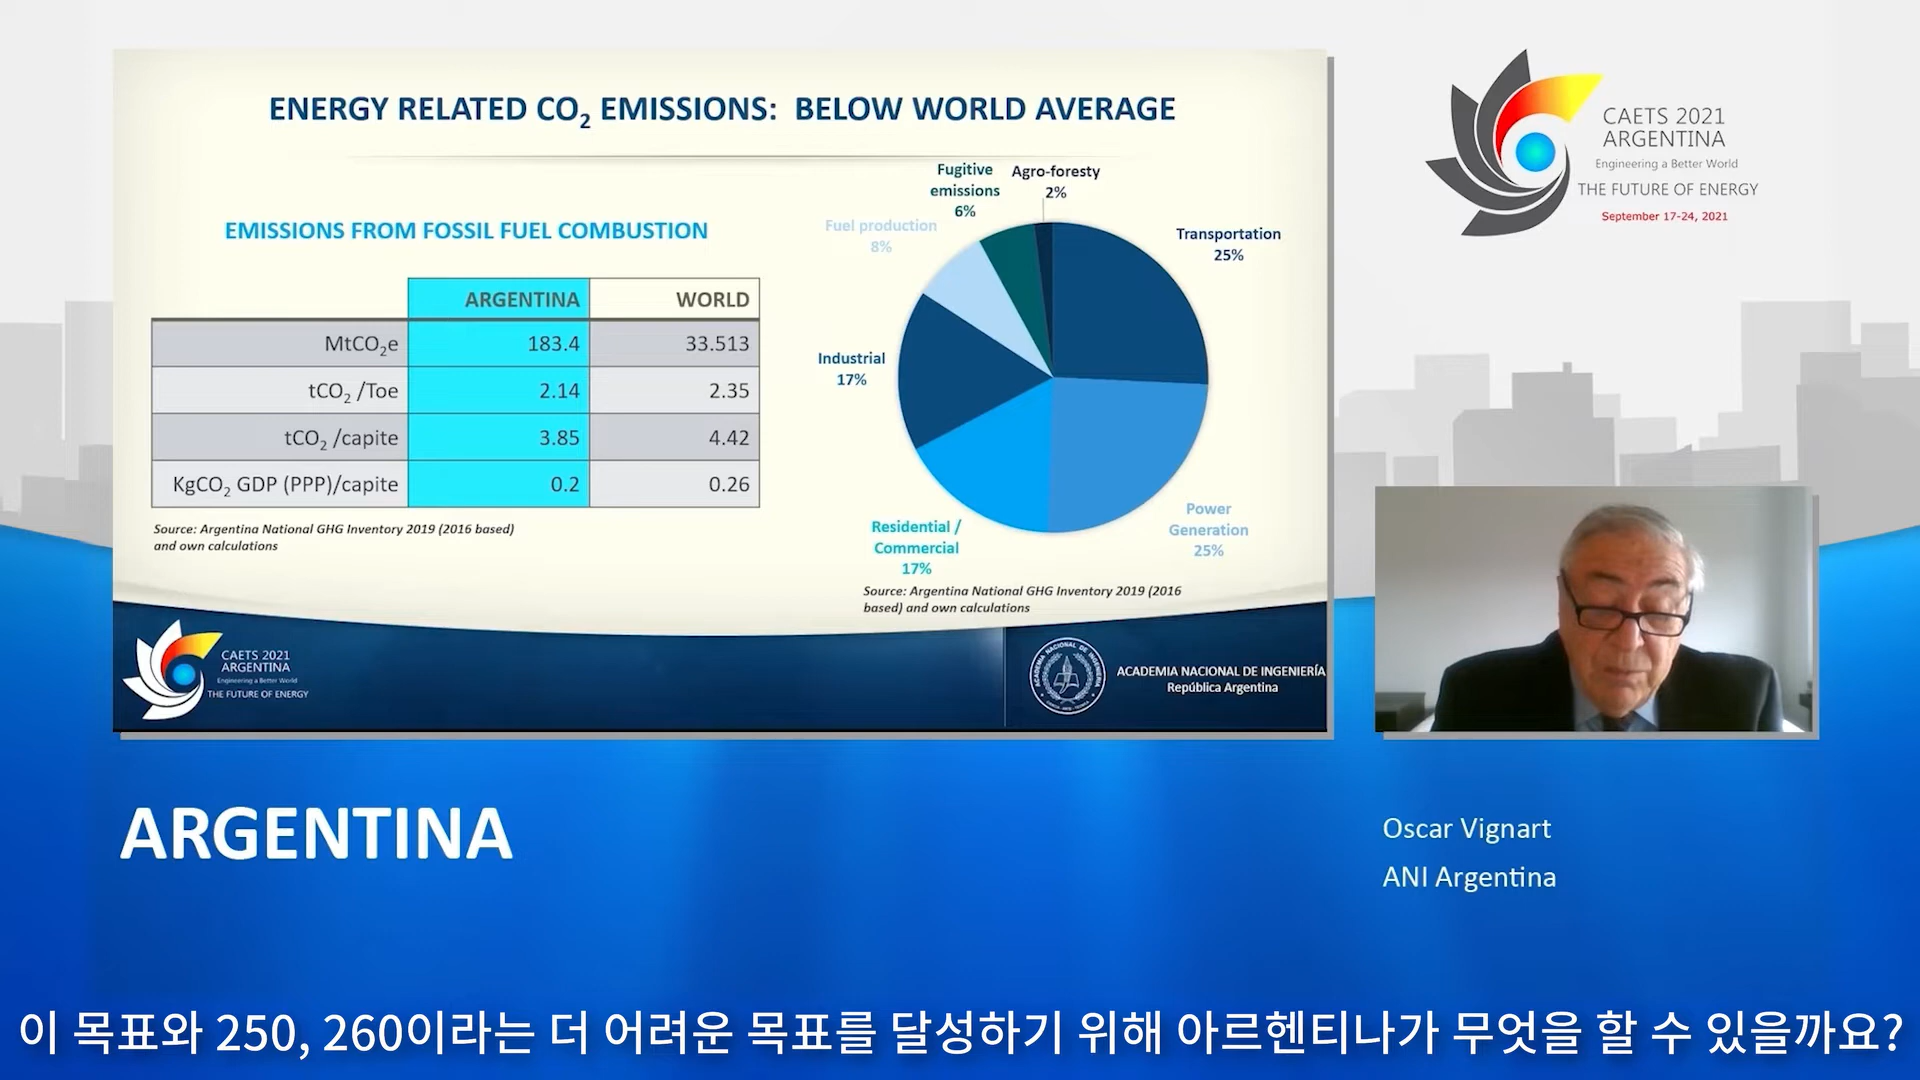 ENERGY RELATED CO2 EMISSIONS: BELOW WORLD AVERAGE
EMISSIONS FROM FOSSIL FUEL COMBUSTION
ARGENTINA WORLD
MtCO2e 183.4 33.513
tCO2 /Toe 2.14 2.35
tCO2 /capite 3.85 4.42
KgCO2 GDP (PPP)/capite 0.2 0.26
Source: Argentina National GHG Inventory 2019 (2016 based)
and own calculations
Fugitive
emissions
6%
Agro-foresty
2%
Fuel production
8%
Transportation
25%
Industrial
17%
Residential /
Commercial
17%
Power
Generation
25%
Source: Argentina National GHG Inventory 2019 (2016
based) and own calculations
CAETS 2021
ARGENTINA
Engineering a Better World
THE FUTURE OF ENERGY
ACADEMIA NACIONAL DE INGENIERÍA
República Argentina
CAETS 2021
ARGENTINA
Engineering a Better World
THE FUTURE OF ENERGY
September 17-24, 2021
ARGENTINA
Oscar Vignart
ANI Argentina
이 목표와 250, 260이라는 더 어려운 목표를 달성하기 위해 아르헨티나가 무엇을 할 수 있을까요?